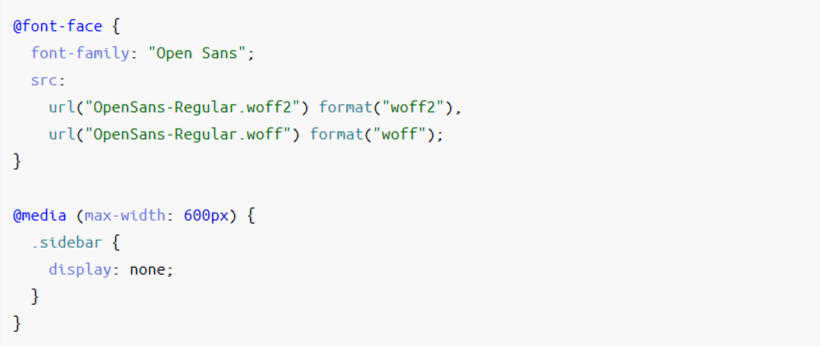 @font-face {
  font-family: "Open Sans";
  src:
    url("OpenSans-Regular.woff2") format("woff2"),
    url("OpenSans-Regular.woff") format("woff");
}

@media (max-width: 600px) {
  .sidebar {
    display: none;
  }
}